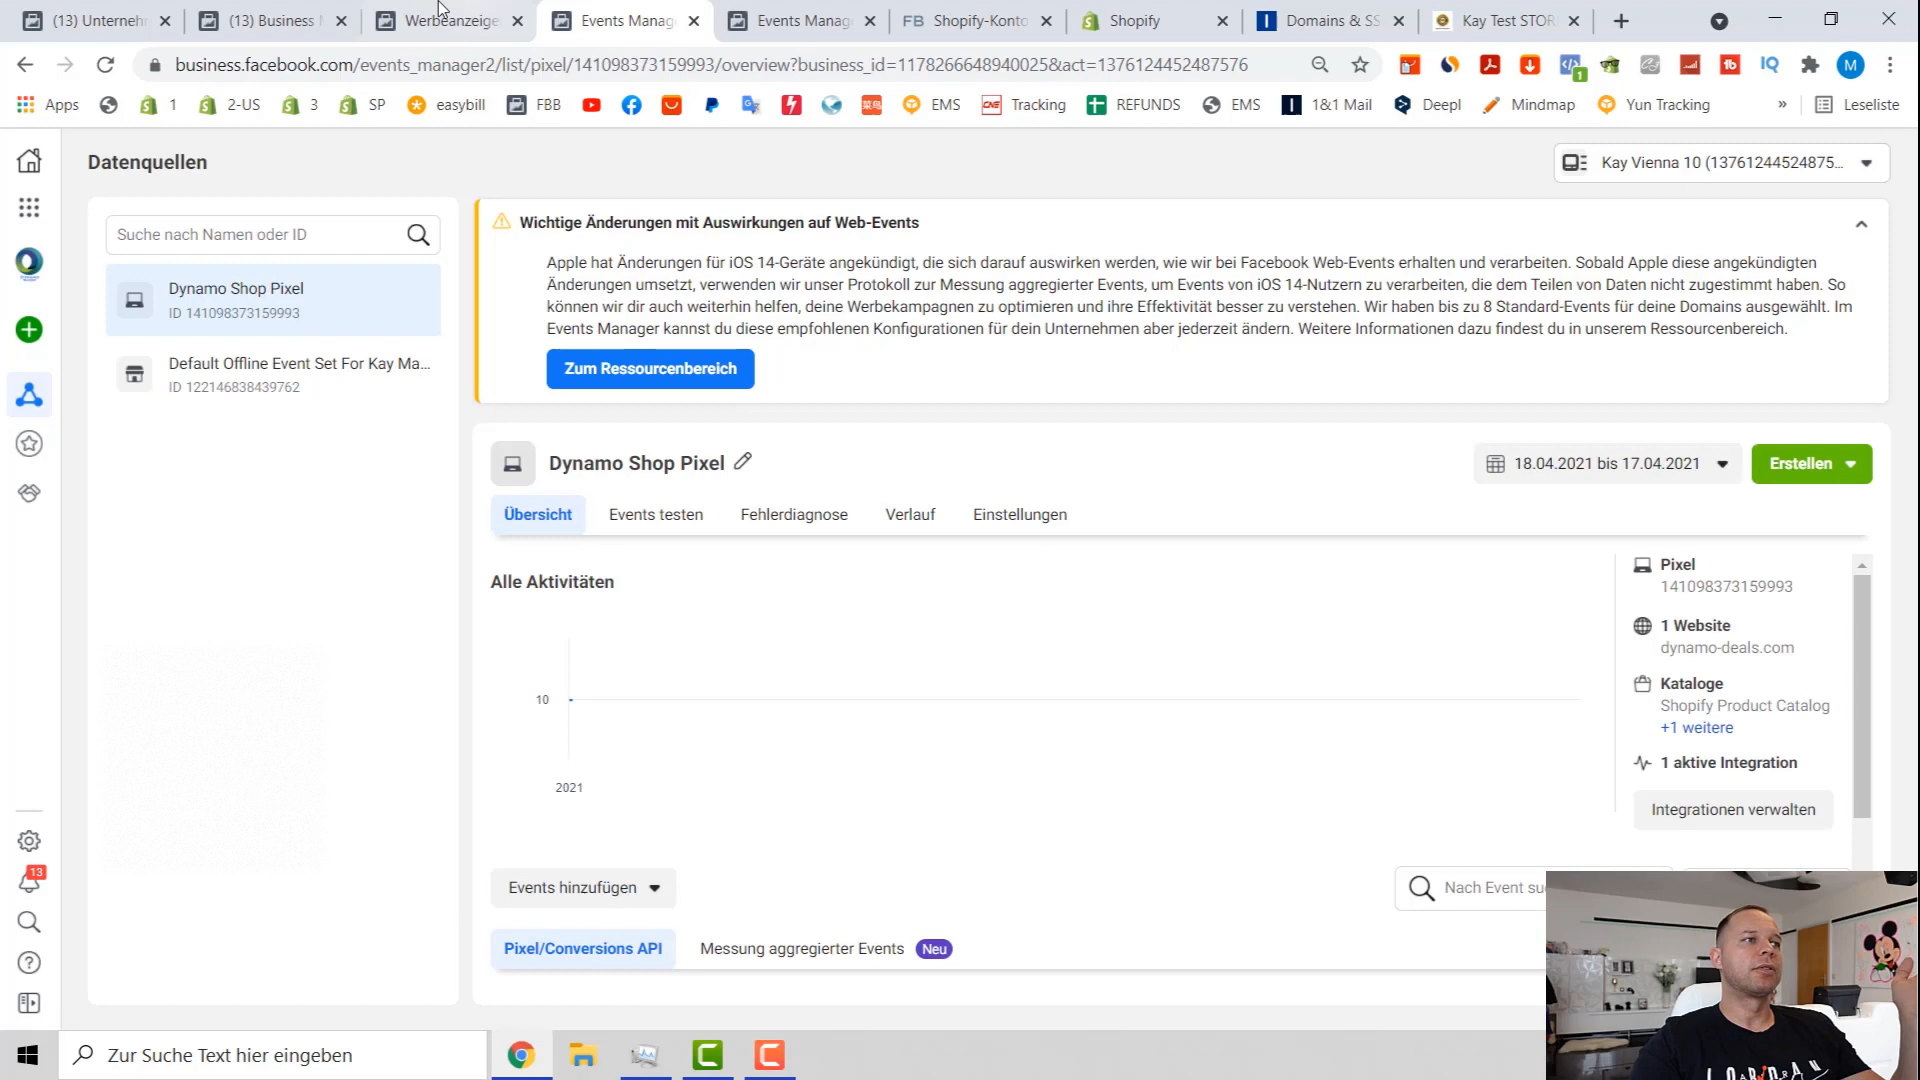 (13) Unterneh
(13) Business
Werbeanzeige
Events Manag
Events Manag
FB Shopify-Konto
Shopify
Domains & SS
Kay Test STOR
business.facebook.com/events_manager2/list/pixel/141098373159993/overview?business_id=1178266648940025&act=1376124452487576
Apps
1
2-US
3
SP
easybill
FBB
EMS
CNE Tracking
REFUNDS
EMS
1&1 Mail
Deepl
Mindmap
Yun Tracking
»
Leseliste
Datenquellen
Kay Vienna 10 (13761244524875...
Suche nach Namen oder ID
Dynamo Shop Pixel
ID 141098373159993
Default Offline Event Set For Kay Ma...
ID 122146838439762
Wichtige Änderungen mit Auswirkungen auf Web-Events
Apple hat Änderungen für iOS 14-Geräte angekündigt, die sich darauf auswirken werden, wie wir bei Facebook Web-Events erhalten und verarbeiten. Sobald Apple diese angekündigten
Änderungen umsetzt, verwenden wir unser Protokoll zur Messung aggregierter Events, um Events von iOS 14-Nutzern zu verarbeiten, die dem Teilen von Daten nicht zugestimmt haben. So
können wir dir auch weiterhin helfen, deine Werbekampagnen zu optimieren und ihre Effektivität besser zu verstehen. Wir haben bis zu 8 Standard-Events für deine Domains ausgewählt. Im
Events Manager kannst du diese empfohlenen Konfigurationen für dein Unternehmen aber jederzeit ändern. Weitere Informationen dazu findest du in unserem Ressourcenbereich.
Zum Ressourcenbereich
Dynamo Shop Pixel
18.04.2021 bis 17.04.2021
Erstellen
Übersicht
Events testen
Fehlerdiagnose
Verlauf
Einstellungen
Alle Aktivitäten
10
2021
Pixel
141098373159993
1 Website
dynamo-deals.com
Kataloge
Shopify Product Catalog
+1 weitere
1 aktive Integration
Integrationen verwalten
Events hinzufügen
Nach Event su
Pixel/Conversions API
Messung aggregierter Events
Neu
13
Zur Suche Text hier eingeben